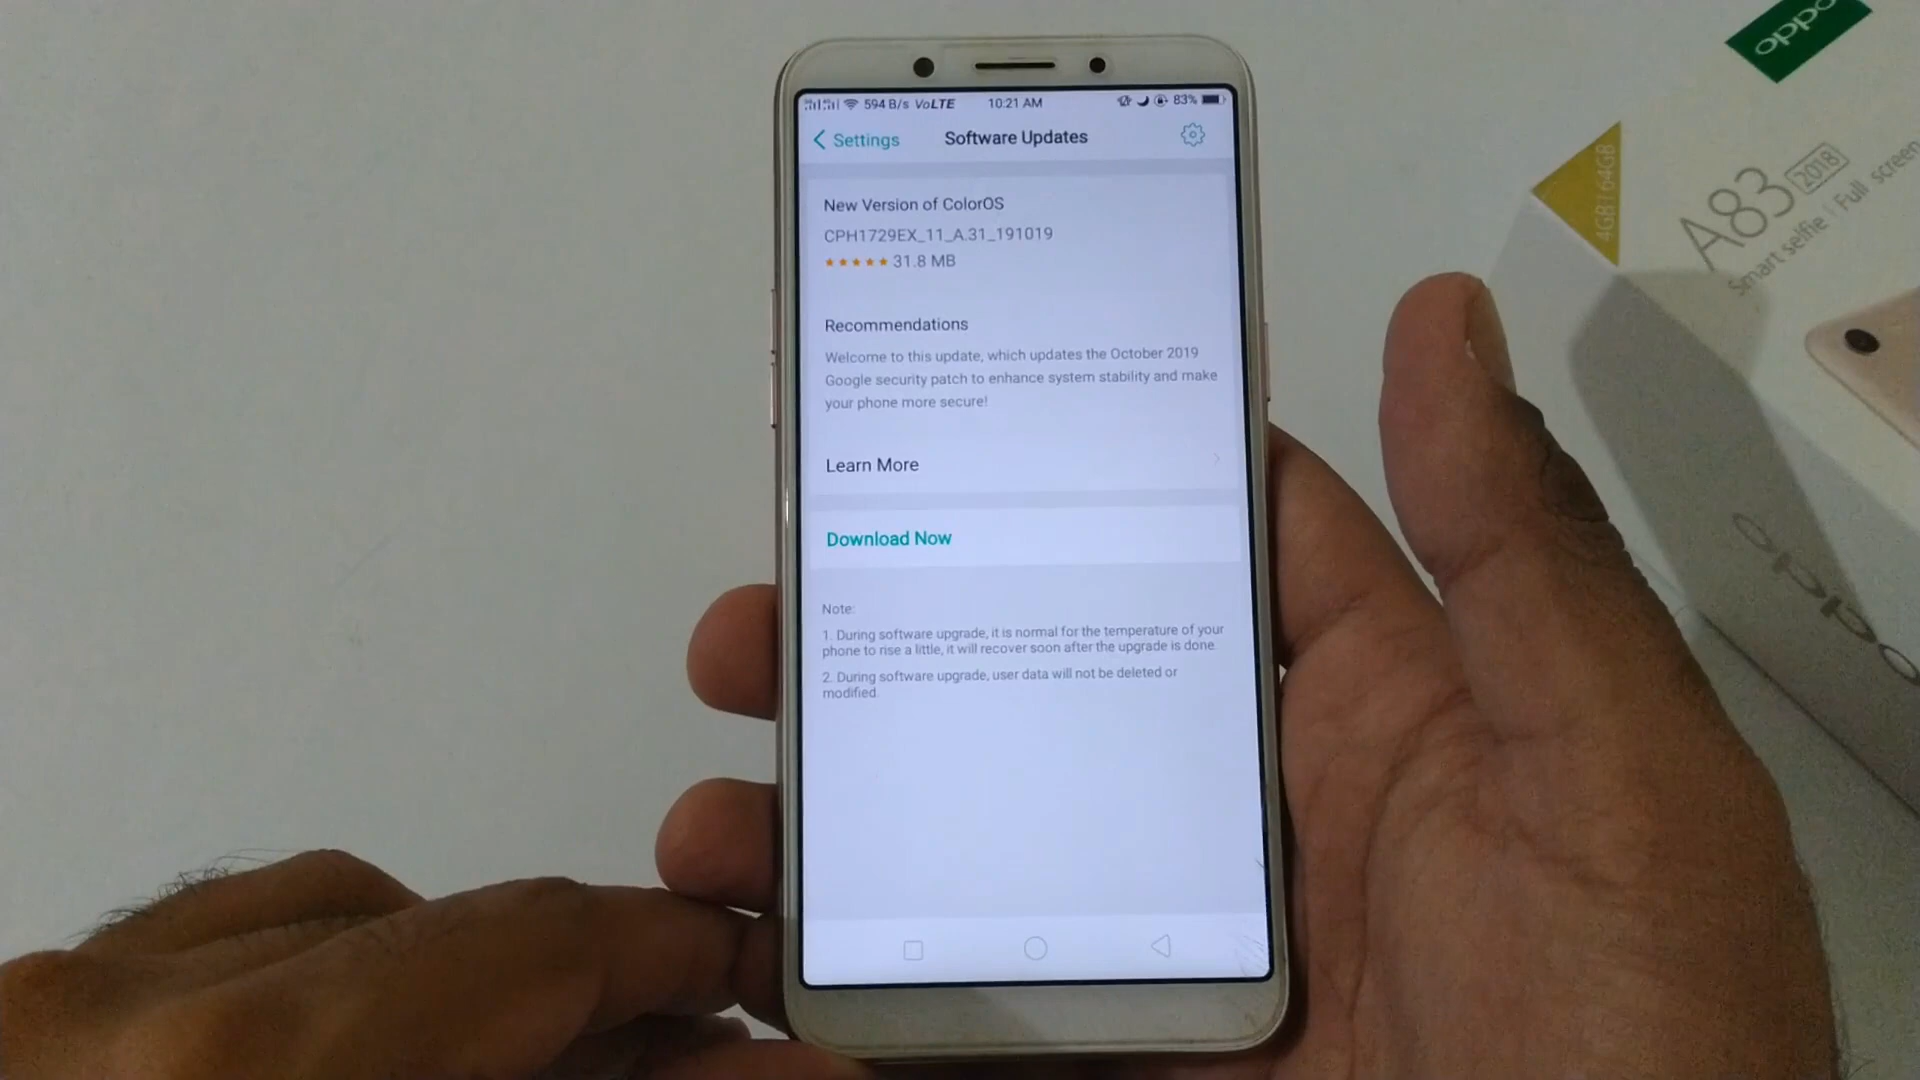 594 B/s VoLTE 10:21 AM 83%
Settings Software Updates
New Version of ColorOS
CPH1729EX_11_A.31_191019
31.8 MB
Recommendations
Welcome to this update, which updates the October 2019
Google security patch to enhance system stability and make
your phone more secure!
Learn More
Download Now
Note:
1. During software upgrade, it is normal for the temperature of your
phone to rise a little, it will recover soon after the upgrade is done.
2. During software upgrade, user data will not be deleted or
modified.
oppo
4GB | 64GB
A83 2018
Smart selfie | Full screen
oppo